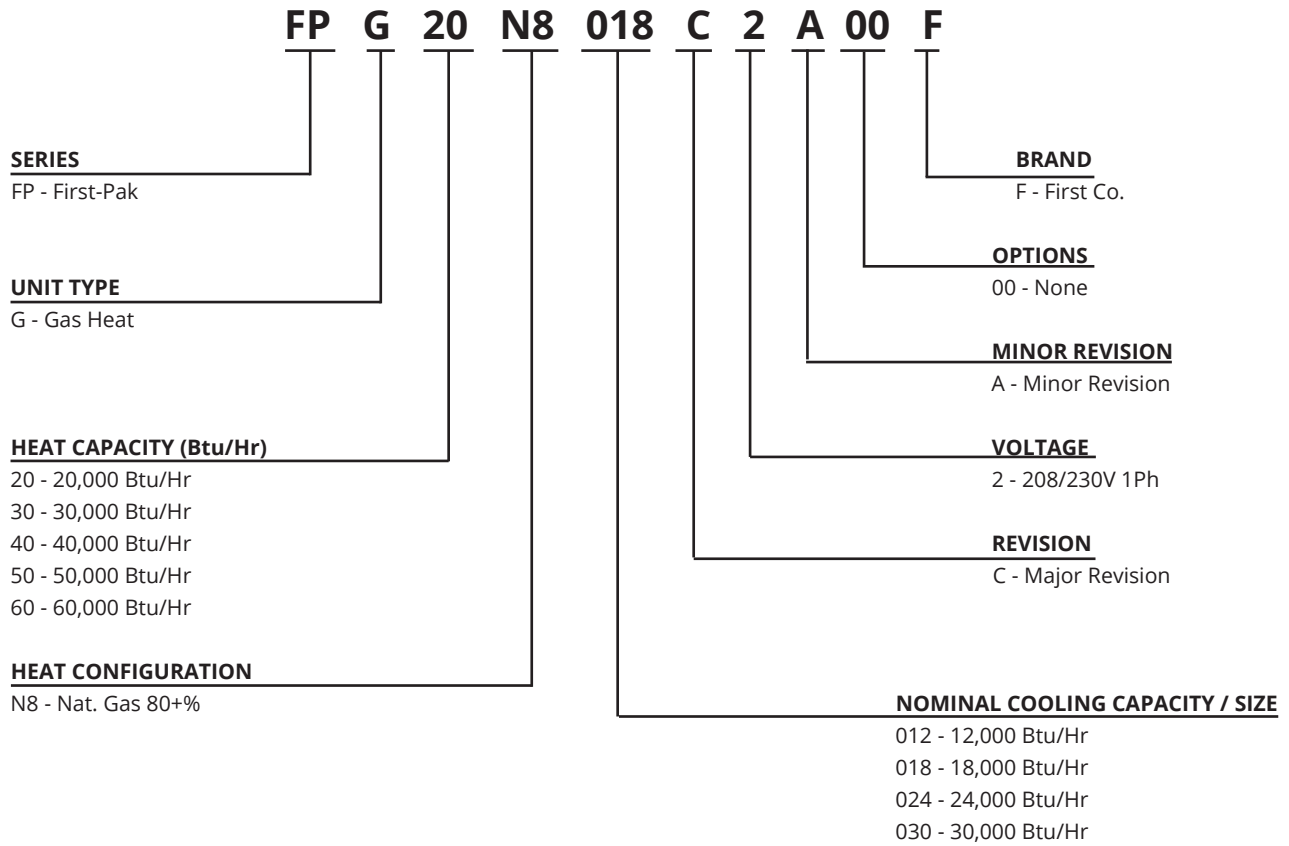 FP G 20 N8 018 C 2 A 00 F
SERIES
FP - First-Pak
UNIT TYPE
G - Gas Heat
HEAT CAPACITY (Btu/Hr)
20 - 20,000 Btu/Hr
30 - 30,000 Btu/Hr
40 - 40,000 Btu/Hr
50 - 50,000 Btu/Hr
60 - 60,000 Btu/Hr
HEAT CONFIGURATION
N8 - Nat. Gas 80+%
BRAND
F - First Co.
OPTIONS
00 - None
MINOR REVISION
A - Minor Revision
VOLTAGE
2 - 208/230V 1Ph
REVISION
C - Major Revision
NOMINAL COOLING CAPACITY / SIZE
012 - 12,000 Btu/Hr
018 - 18,000 Btu/Hr
024 - 24,000 Btu/Hr
030 - 30,000 Btu/Hr